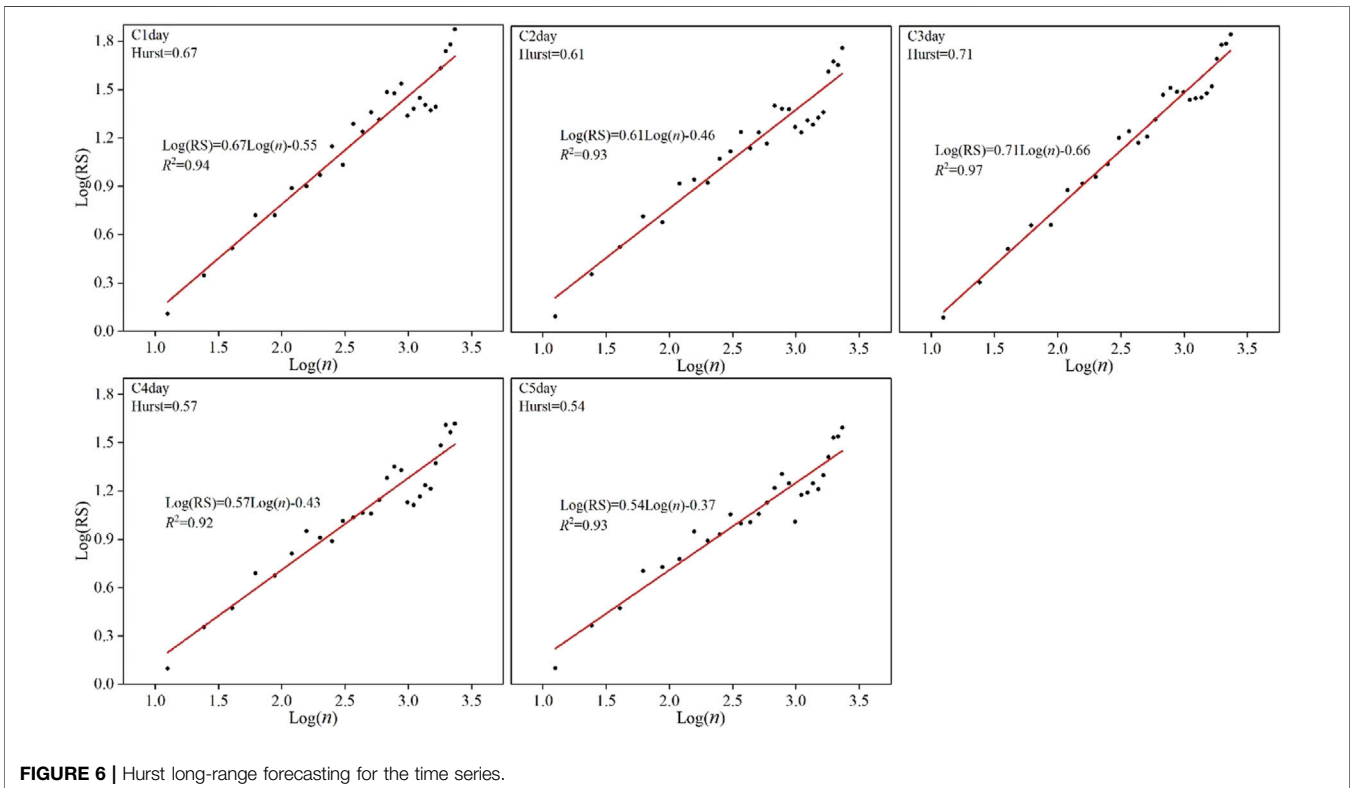 C1day
Hurst=0.67
Log(RS)=0.67Log(n)-0.55
R²=0.94
Log(RS)
1.8
1.5
1.2
0.9
0.6
0.3
0.0
1.0 1.5 2.0 2.5 3.0 3.5
Log(n)
C2day
Hurst=0.61
Log(RS)=0.61Log(n)-0.46
R²=0.93
1.0 1.5 2.0 2.5 3.0 3.5
Log(n)
C3day
Hurst=0.71
Log(RS)=0.71Log(n)-0.66
R²=0.97
1.0 1.5 2.0 2.5 3.0 3.5
Log(n)
C4day
Hurst=0.57
Log(RS)=0.57Log(n)-0.43
R²=0.92
Log(RS)
1.8
1.5
1.2
0.9
0.6
0.3
0.0
1.0 1.5 2.0 2.5 3.0 3.5
Log(n)
C5day
Hurst=0.54
Log(RS)=0.54Log(n)-0.37
R²=0.93
1.0 1.5 2.0 2.5 3.0 3.5
Log(n)
FIGURE 6 | Hurst long-range forecasting for the time series.